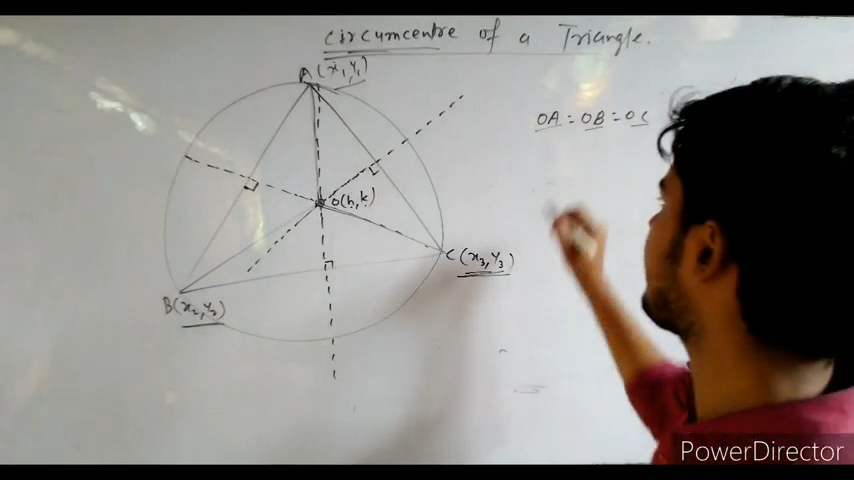 circumcentre of a Triangle.
A (x₁, y₁)
OA = OB = OC
O(h, k)
C (x₃, y₃)
B (x₂, y₂)
PowerDirector